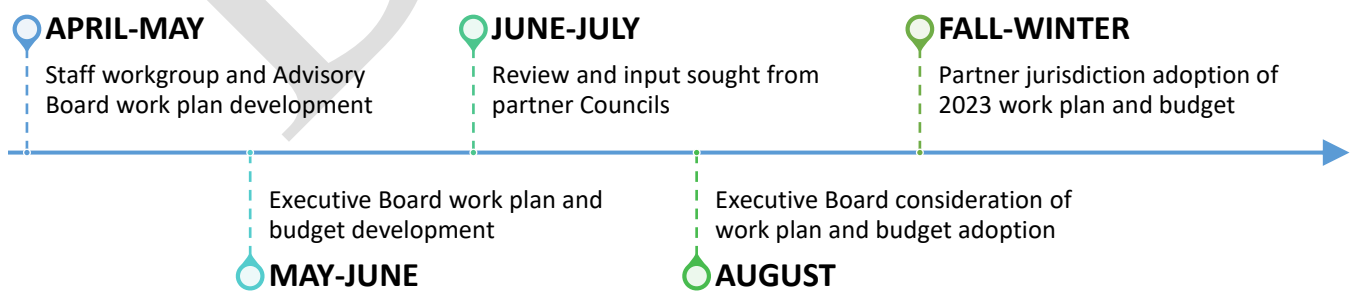 APRIL-MAY
Staff workgroup and Advisory
Board work plan development
JUNE-JULY
Review and input sought from
partner Councils
FALL-WINTER
Partner jurisdiction adoption of
2023 work plan and budget
Executive Board work plan and
budget development
MAY-JUNE
Executive Board consideration of
work plan and budget adoption
AUGUST